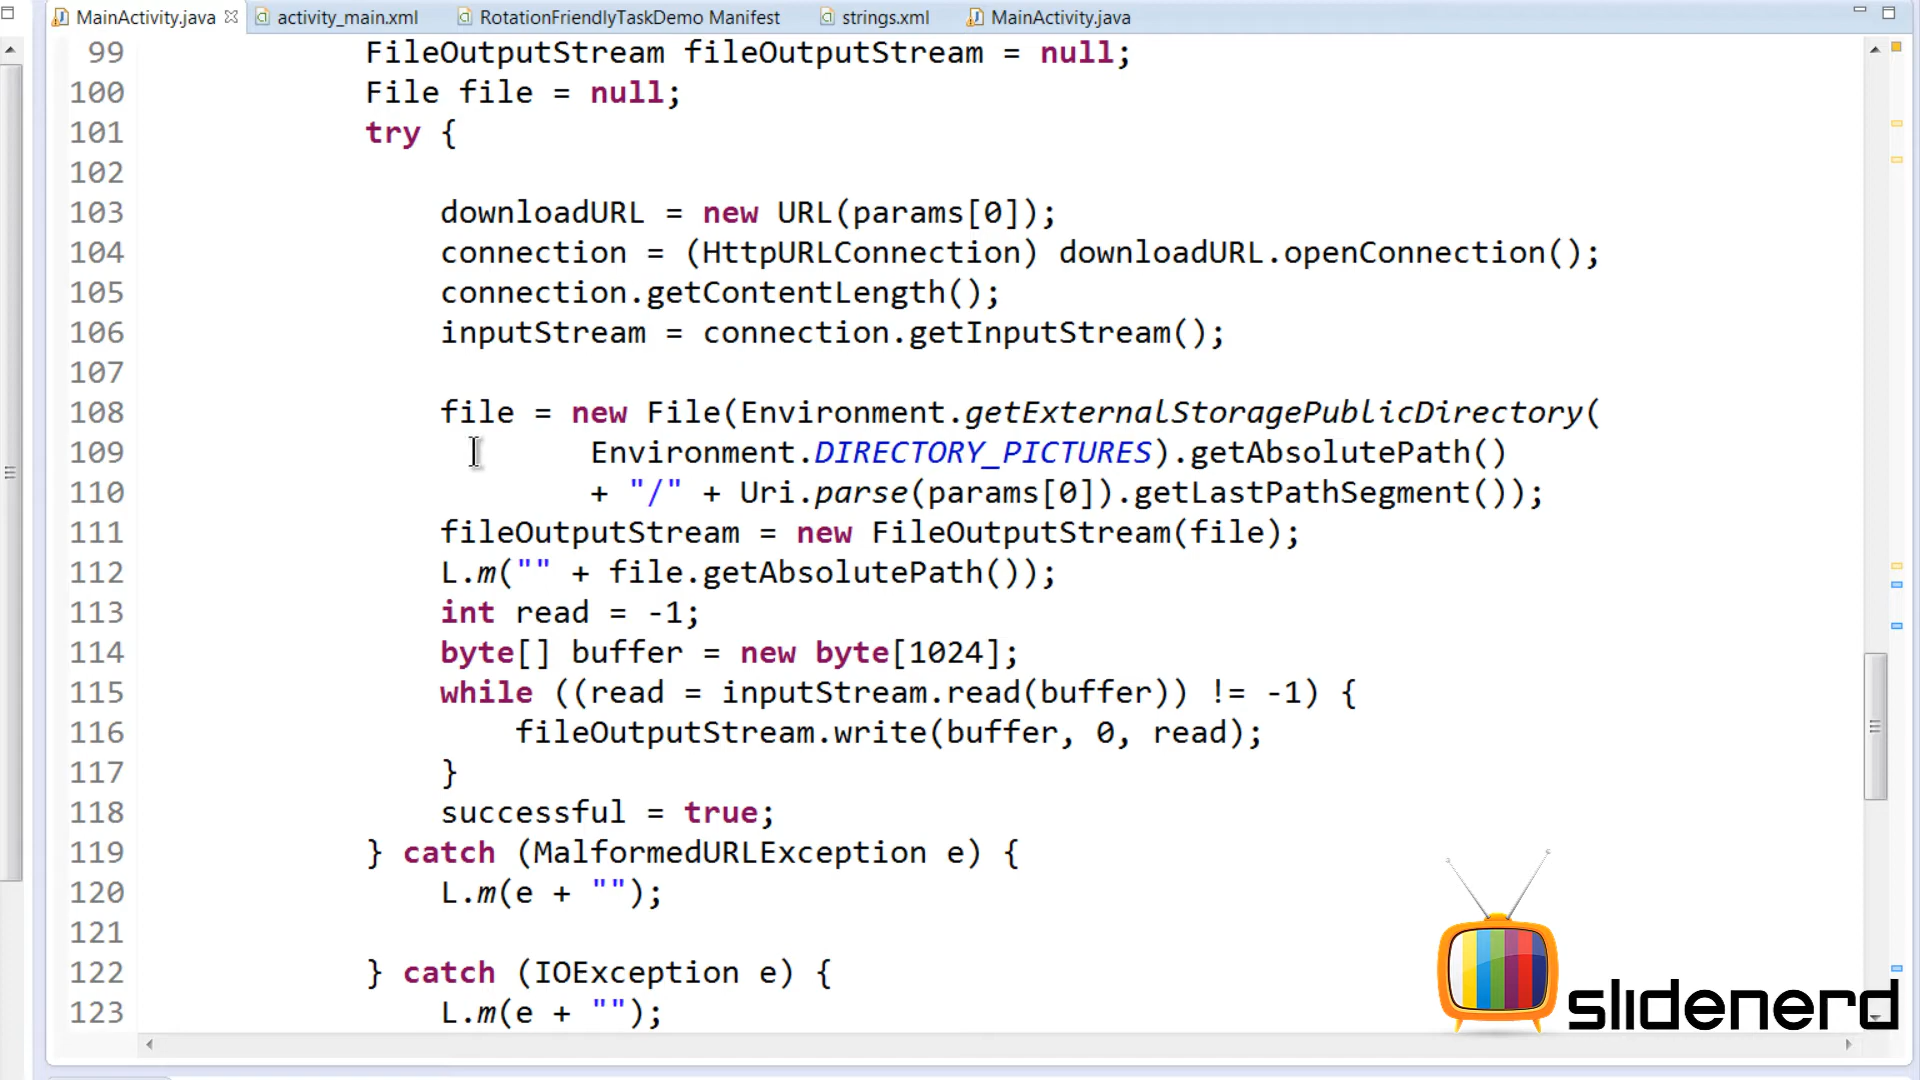 MainActivity.java activity_main.xml RotationFriendlyTaskDemo Manifest strings.xml MainActivity.java
99 FileOutputStream fileOutputStream = null;
100 File file = null;
101 try {
102
103 downloadURL = new URL(params[0]);
104 connection = (HttpURLConnection) downloadURL.openConnection();
105 connection.getContentLength();
106 inputStream = connection.getInputStream();
107
108 file = new File(Environment.getExternalStoragePublicDirectory(
109 Environment.DIRECTORY_PICTURES).getAbsolutePath()
110 + "/" + Uri.parse(params[0]).getLastPathSegment());
111 fileOutputStream = new FileOutputStream(file);
112 L.m("" + file.getAbsolutePath());
113 int read = -1;
114 byte[] buffer = new byte[1024];
115 while ((read = inputStream.read(buffer)) != -1) {
116 fileOutputStream.write(buffer, 0, read);
117 }
118 successful = true;
119 } catch (MalformedURLException e) {
120 L.m(e + "");
121
122 } catch (IOException e) {
123 L.m(e + "");
slidenerd